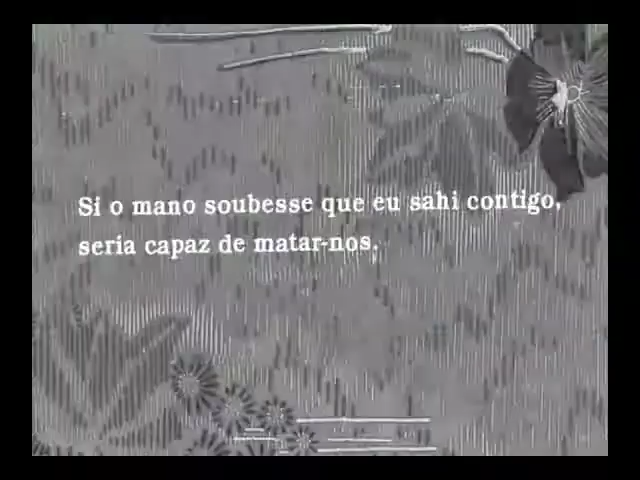 Si o mano soubesse que eu sahi contigo,
seria capaz de matar-nos.